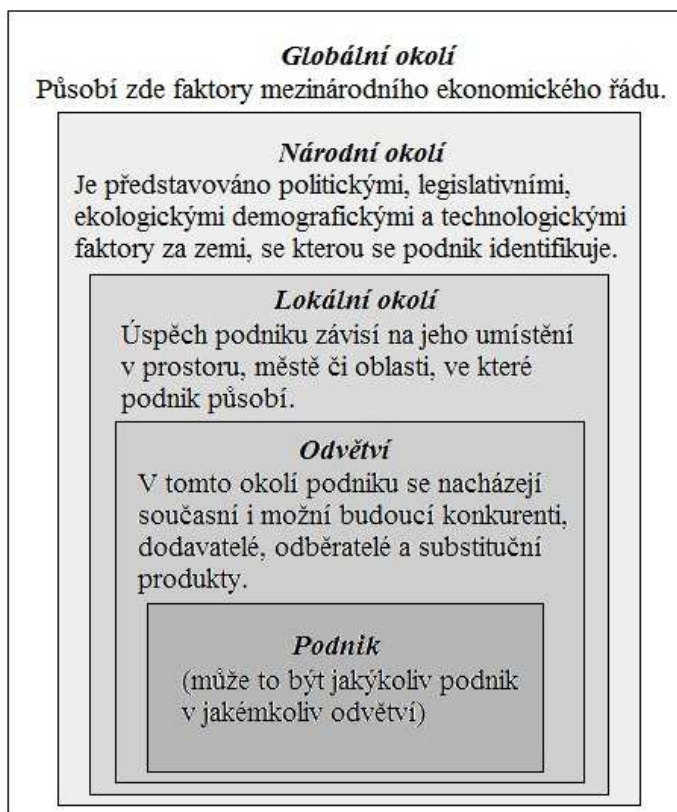 Globální okolí
Působí zde faktory mezinárodního ekonomického řádu.
Národní okolí
Je představováno politickými, legislativními,
ekologickými demografickými a technologickými
faktory za zemi, se kterou se podnik identifikuje.
Lokální okolí
Úspěch podniku závisí na jeho umístění
v prostoru, městě či oblasti, ve které
podnik působí.
Odvětví
V tomto okolí podniku se nacházejí
současní i možní budoucí konkurenti,
dodavatelé, odběratelé a substituční
produkty.
Podnik
(může to být jakýkoliv podnik
v jakémkoliv odvětví)